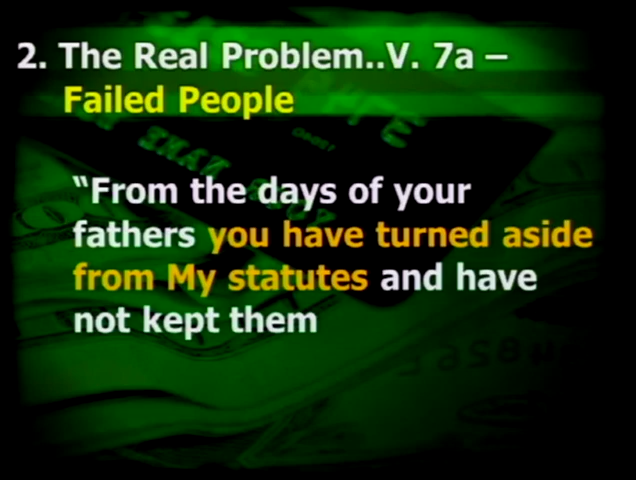 2. The Real Problem..V. 7a –
Failed People
“From the days of your
fathers you have turned aside
from My statutes and have
not kept them